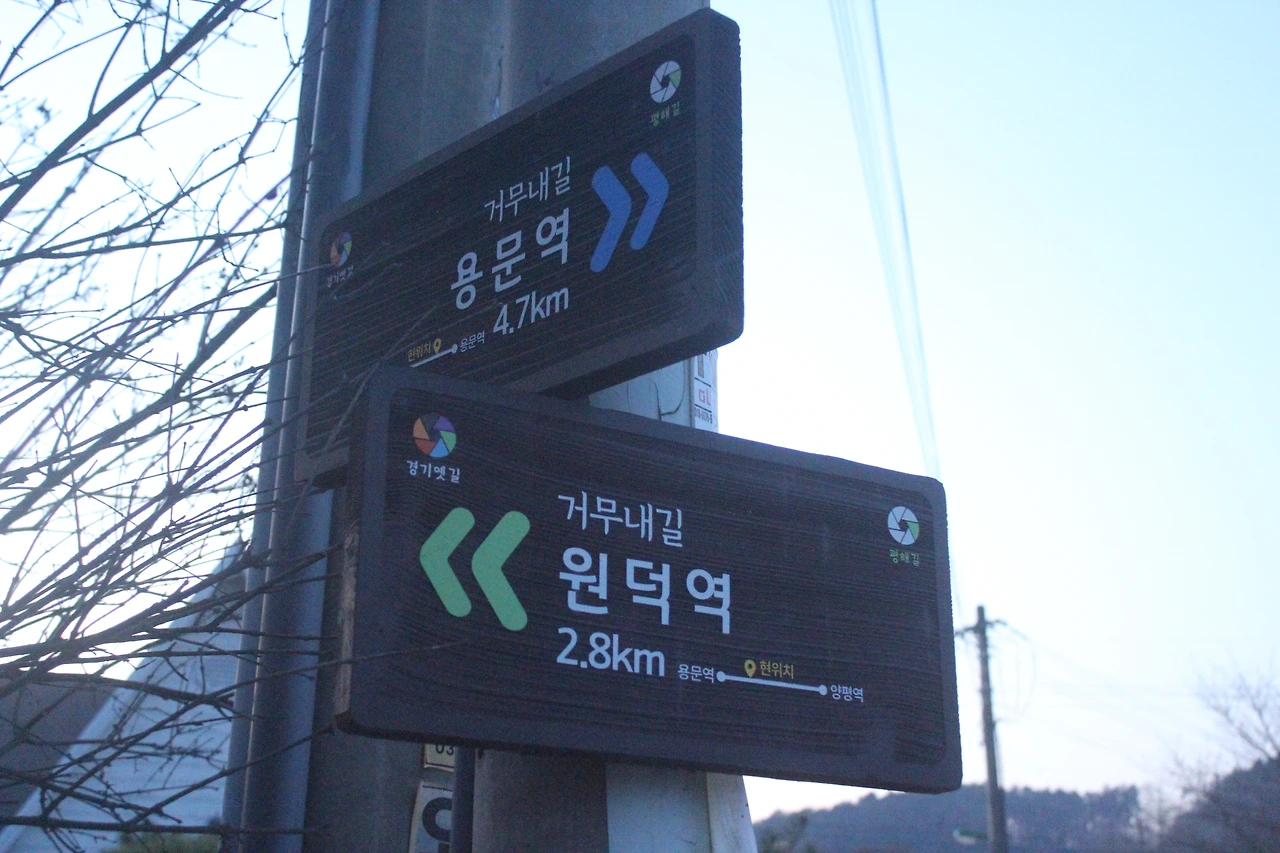 평해길
거무내길
용문역
4.7km
경기옛길
현위치 용문역
경기옛길
평해길
거무내길
원덕역
2.8km
용문역 현위치 양평역
03